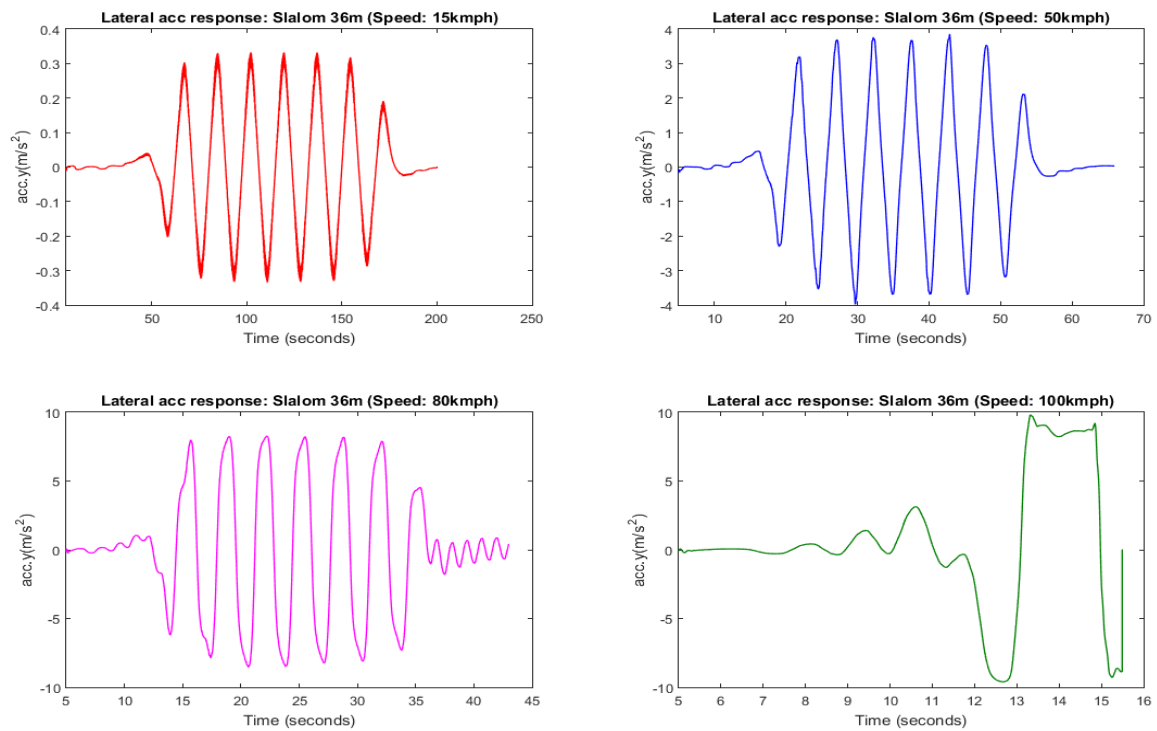 Lateral acc response: Slalom 36m (Speed: 15kmph)
0.4
0.3
0.2
0.1
0
-0.1
-0.2
-0.3
-0.4
acc.y(m/s²)
50 100 150 200 250
Time (seconds)
Lateral acc response: Slalom 36m (Speed: 50kmph)
4
3
2
1
0
-1
-2
-3
-4
acc.y(m/s²)
10 20 30 40 50 60 70
Time (seconds)
Lateral acc response: Slalom 36m (Speed: 80kmph)
10
5
0
-5
-10
acc.y(m/s²)
5 10 15 20 25 30 35 40 45
Time (seconds)
Lateral acc response: Slalom 36m (Speed: 100kmph)
10
5
0
-5
-10
acc.y(m/s²)
5 6 7 8 9 10 11 12 13 14 15 16
Time (seconds)